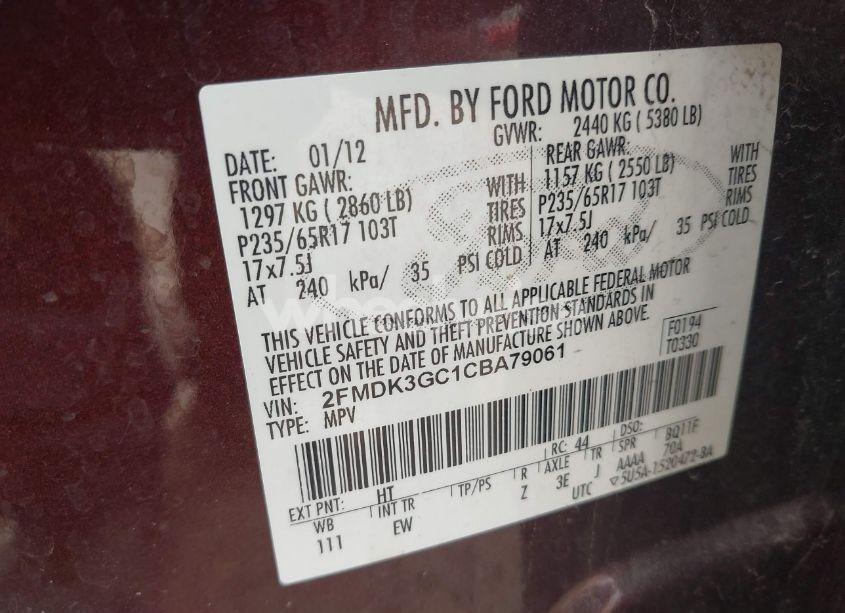 MFD. BY FORD MOTOR CO.
DATE: 01/12 GVWR: 2440 KG ( 5380 LB)
FRONT GAWR: REAR GAWR:
1297 KG ( 2860 LB) WITH 1157 KG ( 2550 LB) WITH
P235/65R17 103T TIRES P235/65R17 103T TIRES
17x7.5J RIMS 17x7.5J RIMS
AT 240 kPa/ 35 PSI COLD AT 240 kPa/ 35 PSI COLD
THIS VEHICLE CONFORMS TO ALL APPLICABLE FEDERAL MOTOR
VEHICLE SAFETY AND THEFT PREVENTION STANDARDS IN
EFFECT ON THE DATE OF MANUFACTURE SHOWN ABOVE.
F0194
T0330
VIN: 2FMDK3GC1CBA79061
TYPE: MPV
EXT PNT: HT RC: 44 DSO: BQ11F
WB INT TR TP/PS R AXLE TR SPR 70A
111 EW Z 3E J AAAA
UTC 5U5A-1520472-BA